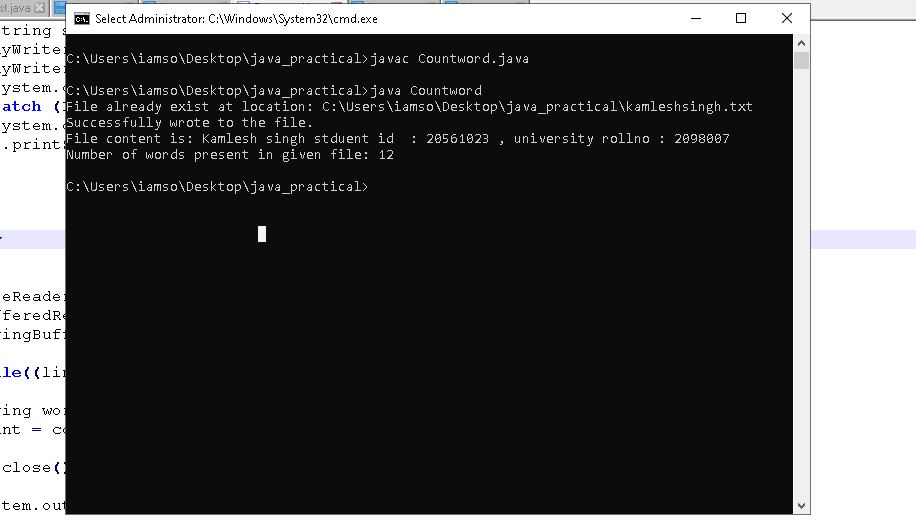 st.java
Select Administrator: C:\Windows\System32\cmd.exe
tring s
yWriter
yWriter
ystem.
atch (
ystem.
.print
C:\Users\iamso\Desktop\java_practical>javac Countword.java
C:\Users\iamso\Desktop\java_practical>java Countword
File already exist at location: C:\Users\iamso\Desktop\java_practical\kamleshsingh.txt
Successfully wrote to the file.
File content is: Kamlesh singh stduent id  : 20561023 , university rollno : 2098007
Number of words present in given file: 12
C:\Users\iamso\Desktop\java_practical>
eReader
fferedRe
ingBuff
le((lin
ing wor
nt = co
close()
tem.out